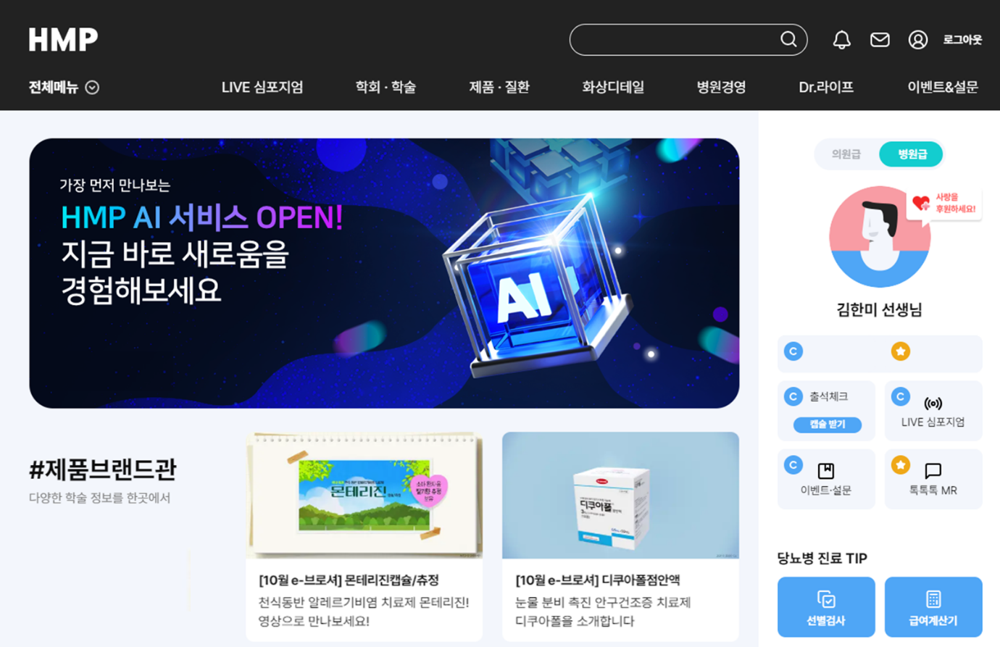 HMP
로그아웃
전체메뉴
LIVE 심포지엄
학회 · 학술
제품 · 질환
화상디테일
병원경영
Dr.라이프
이벤트&설문
가장 먼저 만나보는
HMP AI 서비스 OPEN!
지금 바로 새로움을
경험해보세요
AI
의원급
병원급
사랑을
후원하세요!
김한미 선생님
C
C 출석체크
캡슐 받기
C
LIVE 심포지엄
C
이벤트·설문
톡톡톡 MR
#제품브랜드관
다양한 학술 정보를 한곳에서
몬테리진
디쿠아폴
[10월 e-브로셔] 몬테리진캡슐/츄정
천식동반 알레르기비염 치료제 몬테리진!
영상으로 만나보세요!
[10월 e-브로셔] 디쿠아폴점안액
눈물 분비 촉진 안구건조증 치료제
디쿠아폴을 소개합니다
당뇨병 진료 TIP
선별검사
급여계산기